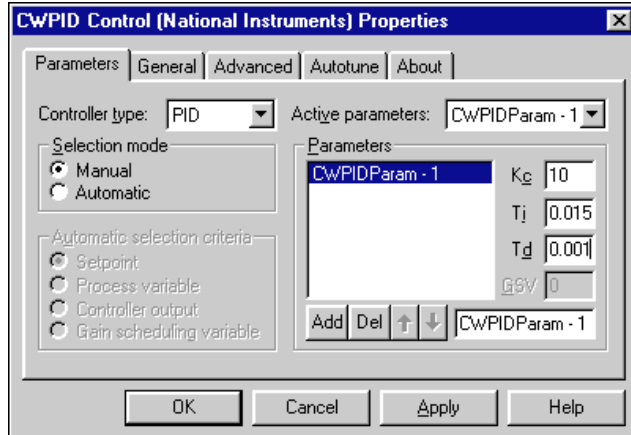 CWPID Control (National Instruments) Properties
Parameters General Advanced Autotune About
Controller type: PID Active parameters: CWPIDParam - 1
Selection mode
Manual
Automatic
Automatic selection criteria
Setpoint
Process variable
Controller output
Gain scheduling variable
Parameters
CWPIDParam - 1
Kc 10
Ti 0.015
Td 0.001
GSV 0
Add Del CWPIDParam - 1
OK Cancel Apply Help